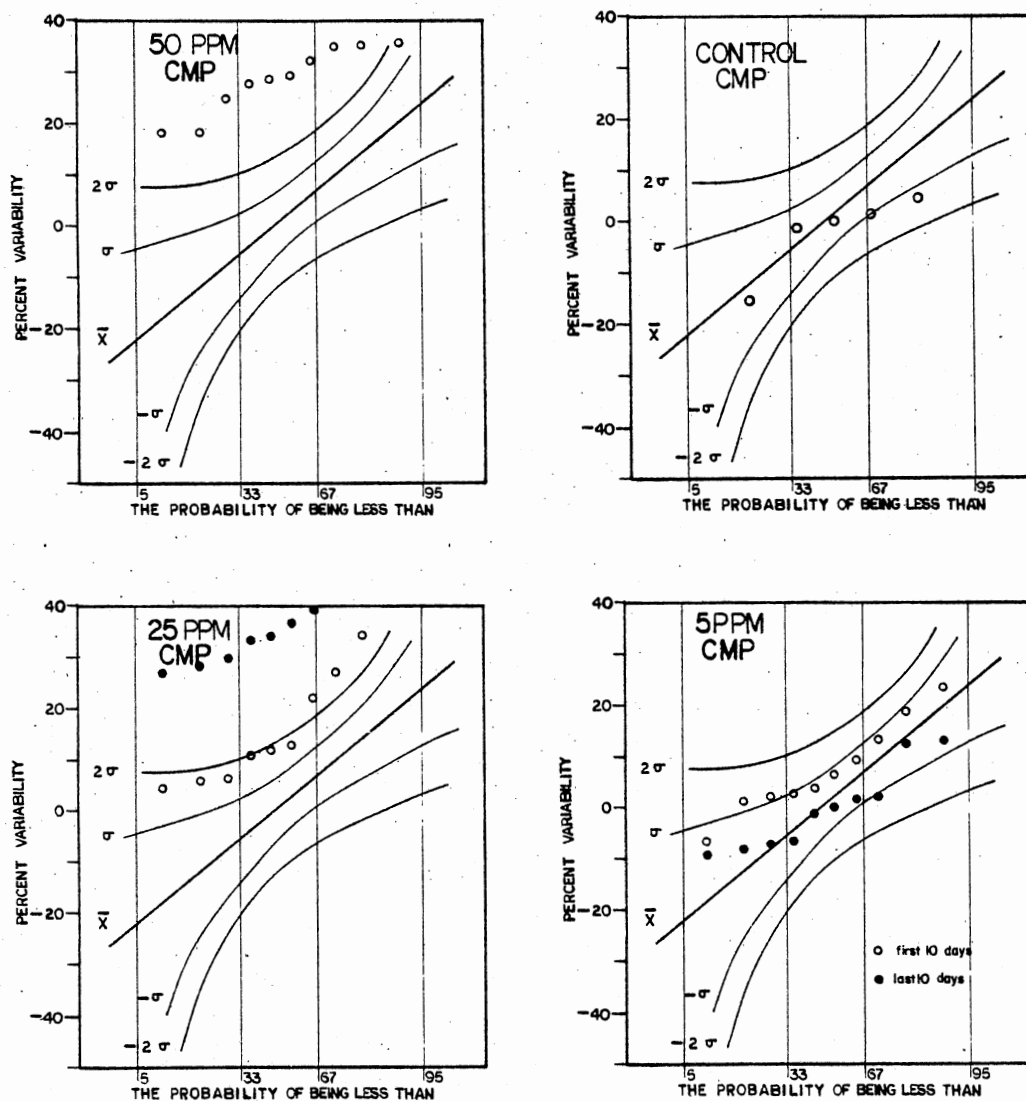 50 PPM
CMP
PERCENT VARIABILITY
40
20
0
-20
-40
2σ
σ
X̄
-σ
-2σ
5 33 67 95
THE PROBABILITY OF BEING LESS THAN
CONTROL
CMP
PERCENT VARIABILITY
40
20
0
-20
-40
2σ
σ
X̄
-σ
-2σ
5 33 67 95
THE PROBABILITY OF BEING LESS THAN
25 PPM
CMP
PERCENT VARIABILITY
40
20
0
-20
-40
2σ
σ
X̄
-σ
-2σ
5 33 67 95
THE PROBABILITY OF BEING LESS THAN
5PPM
CMP
PERCENT VARIABILITY
40
20
0
-20
-40
2σ
σ
X̄
-σ
-2σ
5 33 67 95
THE PROBABILITY OF BEING LESS THAN
○ first 10 days
● last 10 days